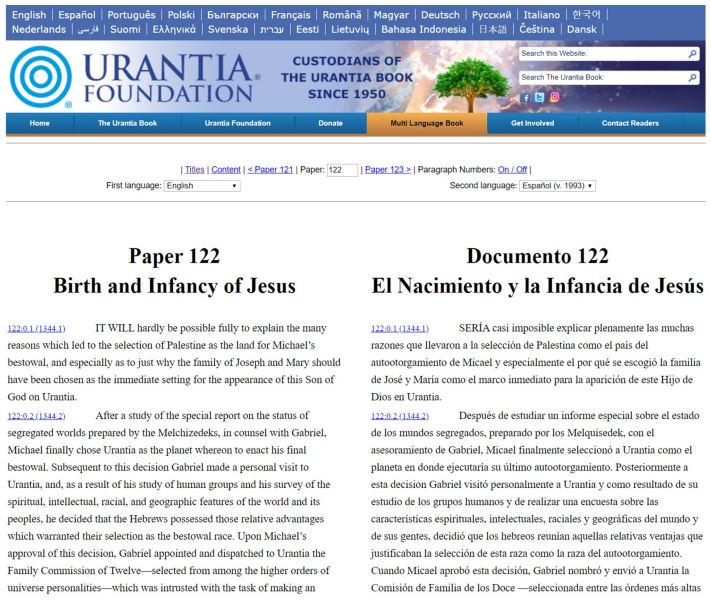 English | Español | Português | Polski | Български | Français | Română | Magyar | Deutsch | Русский | Italiano | 한국어 |
Nederlands | فارسی | Suomi | Ελληνικά | Svenska | עברית | Eesti | Lietuvių | Bahasa Indonesia | 日本語 | Čeština | Dansk |
URANTIA®
FOUNDATION
®
CUSTODIANS OF
THE URANTIA BOOK
SINCE 1950
Search this Website:
Search The Urantia Book:
Home
The Urantia Book
Urantia Foundation
Donate
Multi Language Book
Get Involved
Contact Readers
| Titles | Content | < Paper 121 | Paper: 122 | Paper 123 > | Paragraph Numbers: On / Off |
First language: English
Second language: Español (v. 1993)
Paper 122
Birth and Infancy of Jesus
122:0.1 (1344.1) IT WILL hardly be possible fully to explain the many
reasons which led to the selection of Palestine as the land for Michael’s
bestowal, and especially as to just why the family of Joseph and Mary should
have been chosen as the immediate setting for the appearance of this Son of
God on Urantia.
122:0.2 (1344.2) After a study of the special report on the status of
segregated worlds prepared by the Melchizedeks, in counsel with Gabriel,
Michael finally chose Urantia as the planet whereon to enact his final
bestowal. Subsequent to this decision Gabriel made a personal visit to
Urantia, and, as a result of his study of human groups and his survey of the
spiritual, intellectual, racial, and geographic features of the world and its
peoples, he decided that the Hebrews possessed those relative advantages
which warranted their selection as the bestowal race. Upon Michael’s
approval of this decision, Gabriel appointed and dispatched to Urantia the
Family Commission of Twelve—selected from among the higher orders of
universe personalities—which was intrusted with the task of making an
Documento 122
El Nacimiento y la Infancia de Jesús
122:0.1 (1344.1) SERÍA casi imposible explicar plenamente las muchas
razones que llevaron a la selección de Palestina como el país del
autootorgamiento de Micael y especialmente el por qué se escogió la familia
de José y María como el marco inmediato para la aparición de este Hijo de
Dios en Urantia.
122:0.2 (1344.2) Después de estudiar un informe especial sobre el estado
de los mundos segregados, preparado por los Melquisedek, con el
asesoramiento de Gabriel, Micael finalmente seleccionó a Urantia como el
planeta en donde ejecutaría su último autootorgamiento. Posteriormente a
esta decisión Gabriel visitó personalmente a Urantia y como resultado de su
estudio de los grupos humanos y de realizar una encuesta sobre las
características espirituales, intelectuales, raciales y geográficas del mundo y
de sus gentes, decidió que los hebreos reunían aquellas relativas ventajas que
justificaban la selección de esta raza como la raza del autootorgamiento.
Cuando Micael aprobó esta decisión, Gabriel nombró y envió a Urantia la
Comisión de Familia de los Doce —seleccionada entre las órdenes más altas